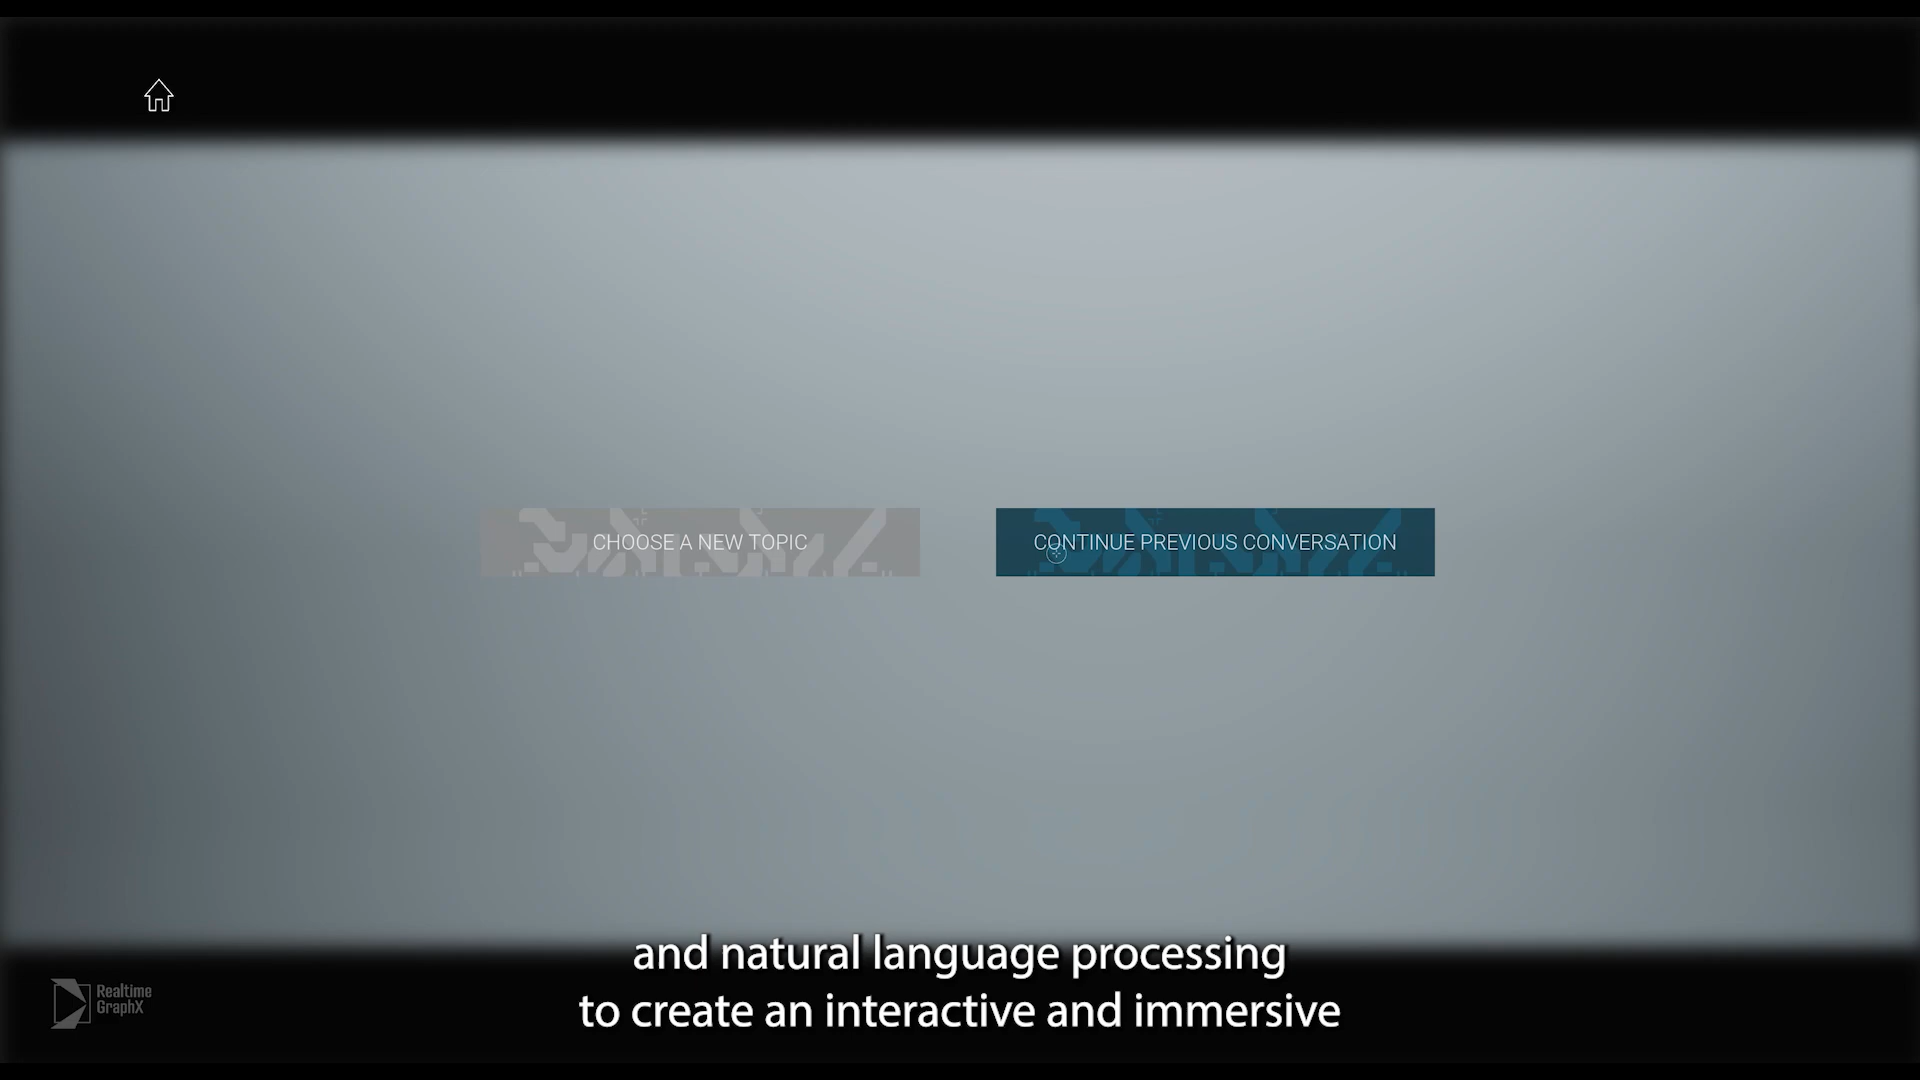 CHOOSE A NEW TOPIC
CONTINUE PREVIOUS CONVERSATION
and natural language processing
to create an interactive and immersive
Realtime
GraphX